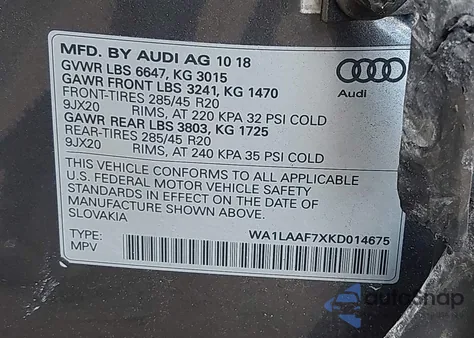 MFD. BY AUDI AG 10 18
GVWR LBS 6647, KG 3015
GAWR FRONT LBS 3241, KG 1470
FRONT-TIRES 285/45 R20
9JX20 RIMS, AT 220 KPA 32 PSI COLD
GAWR REAR LBS 3803, KG 1725
REAR-TIRES 285/45 R20
9JX20 RIMS, AT 240 KPA 35 PSI COLD
Audi
THIS VEHICLE CONFORMS TO ALL APPLICABLE
U.S. FEDERAL MOTOR VEHICLE SAFETY
STANDARDS IN EFFECT ON THE DATE OF
MANUFACTURE SHOWN ABOVE.
SLOVAKIA
TYPE: WA1LAAF7XKD014675
MPV
autosnap